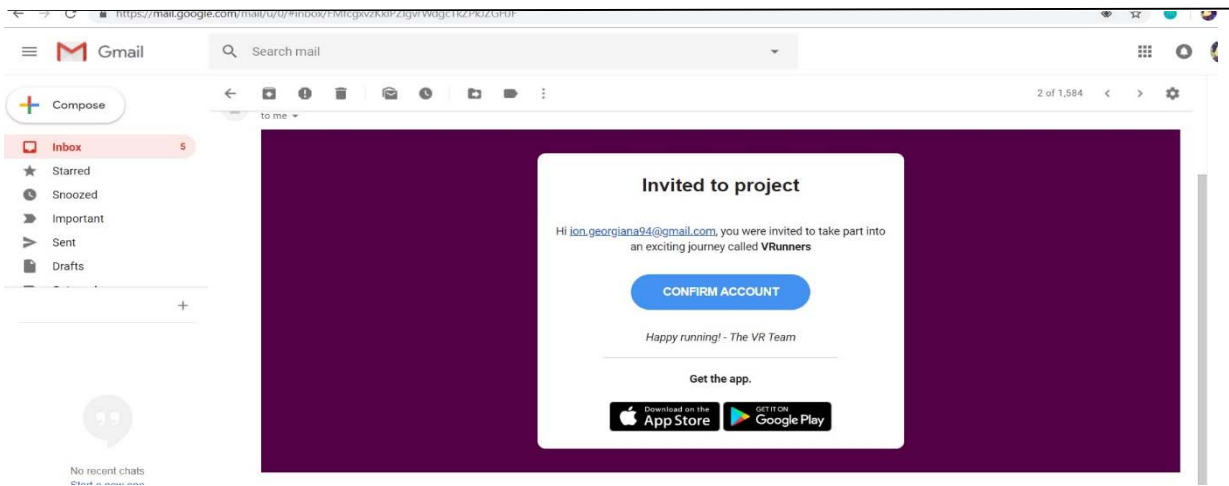 Gmail
Search mail
Compose
2 of 1,584
to me
Inbox 5
Starred
Snoozed
Important
Sent
Drafts
Invited to project
Hi ion.georgiana94@gmail.com, you were invited to take part into
an exciting journey called VRunners
CONFIRM ACCOUNT
Happy running! - The VR Team
Get the app.
Download on the
App Store
GET IT ON
Google Play
No recent chats
Start a new one